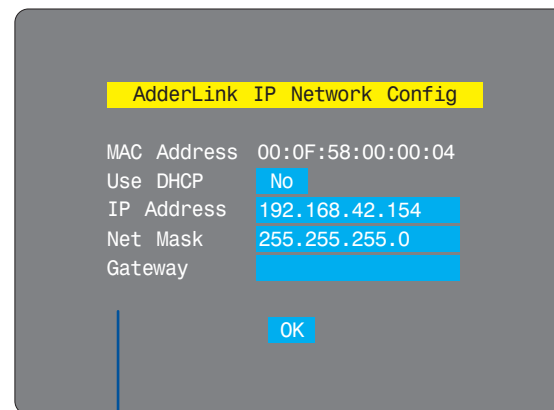 AdderLink IP Network Config
MAC Address 00:0F:58:00:00:04
Use DHCP No
IP Address 192.168.42.154
Net Mask 255.255.255.0
Gateway
OK